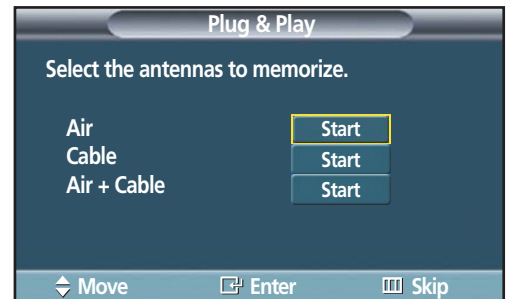 Plug & Play
Select the antennas to memorize.
Air Start
Cable Start
Air + Cable Start
Move Enter Skip